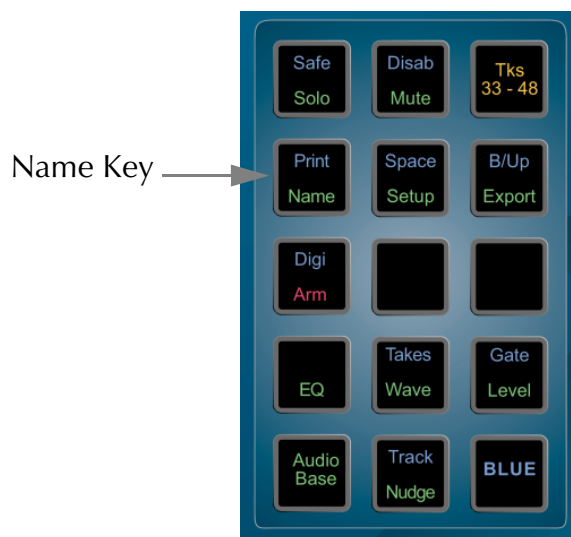 Safe
Solo
Disab
Mute
Tks
33 - 48
Name Key
Print
Name
Space
Setup
B/Up
Export
Digi
Arm
EQ
Takes
Wave
Gate
Level
Audio
Base
Track
Nudge
BLUE